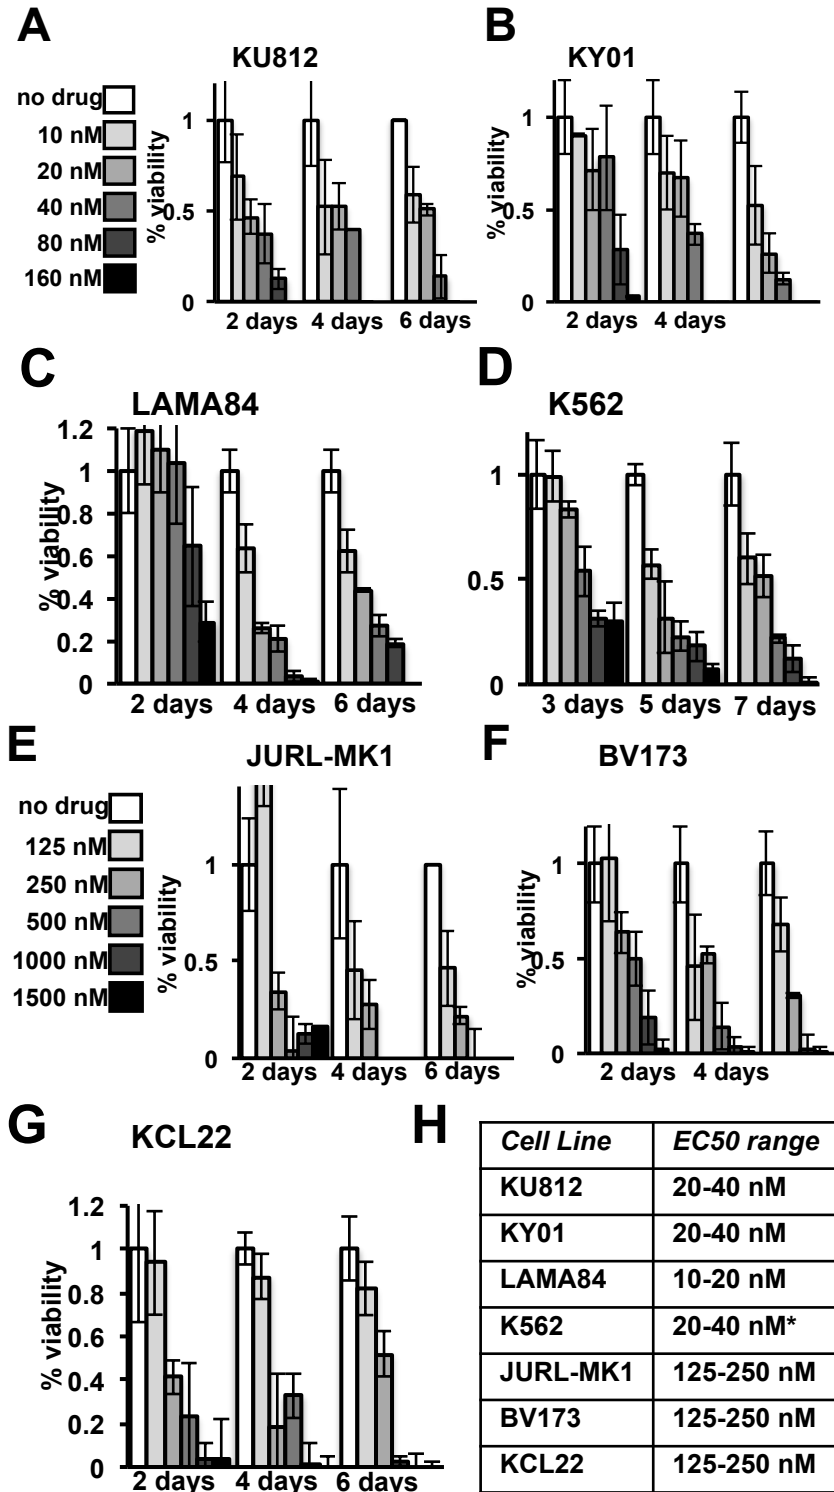 A
KU812
no drug
10 nM
20 nM
40 nM
80 nM
160 nM
% viability
1
0.5
0
2 days 4 days 6 days
B
KY01
% viability
1
0.5
0
2 days 4 days
C
LAMA84
% viability
1.2
1
0.8
0.6
0.4
0.2
0
2 days 4 days 6 days
D
K562
1
0.5
0
3 days 5 days 7 days
E
JURL-MK1
no drug
125 nM
250 nM
500 nM
1000 nM
1500 nM
% viability
1
0.5
0
2 days 4 days 6 days
F
BV173
% viability
1
0.5
0
2 days 4 days
G
KCL22
% viability
1.2
1
0.8
0.6
0.4
0.2
0
2 days 4 days 6 days
H
Cell Line EC50 range
KU812 20-40 nM
KY01 20-40 nM
LAMA84 10-20 nM
K562 20-40 nM*
JURL-MK1 125-250 nM
BV173 125-250 nM
KCL22 125-250 nM